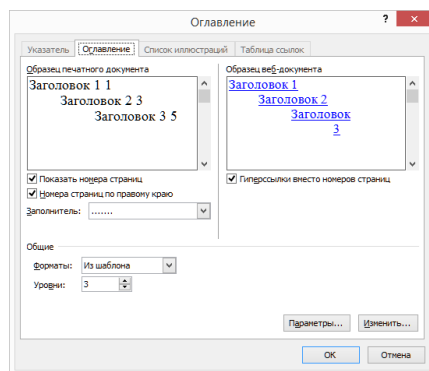 Оглавление
Указатель Оглавление Список иллюстраций Таблица ссылок
Образец печатного документа
Заголовок 1 1
Заголовок 2 3
Заголовок 3 5
Показать номера страниц
Номера страниц по правому краю
Заполнитель: .......
Образец веб-документа
Заголовок 1
Заголовок 2
Заголовок
3
Гиперссылки вместо номеров страниц
Общие
Форматы: Из шаблона
Уровни: 3
Параметры... Изменить...
ОК Отмена